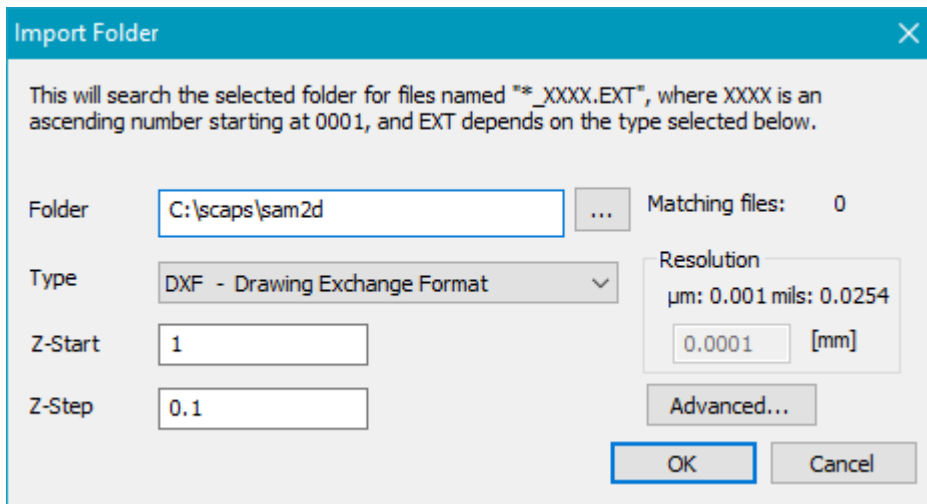 Import Folder
This will search the selected folder for files named "*_XXXX.EXT", where XXXX is an
ascending number starting at 0001, and EXT depends on the type selected below.
Folder
C:\scaps\sam2d
...
Matching files: 0
Type
DXF - Drawing Exchange Format
Resolution
µm: 0.001 mils: 0.0254
0.0001 [mm]
Z-Start
1
Z-Step
0.1
Advanced...
OK
Cancel